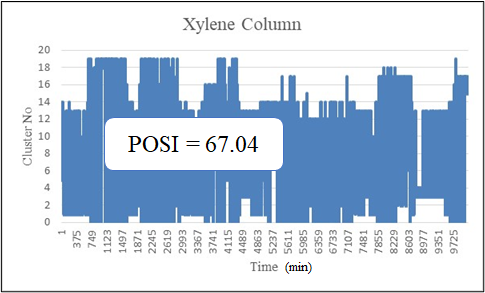 Xylene Column
20
18
16
14
12
10
8
6
4
2
0
Cluster No
POSI = 67.04
1 375 749 1123 1497 1871 2245 2619 2993 3367 3741 4115 4489 4863 5237 5611 5985 6359 6733 7107 7481 7855 8229 8603 8977 9351 9725
Time (min)